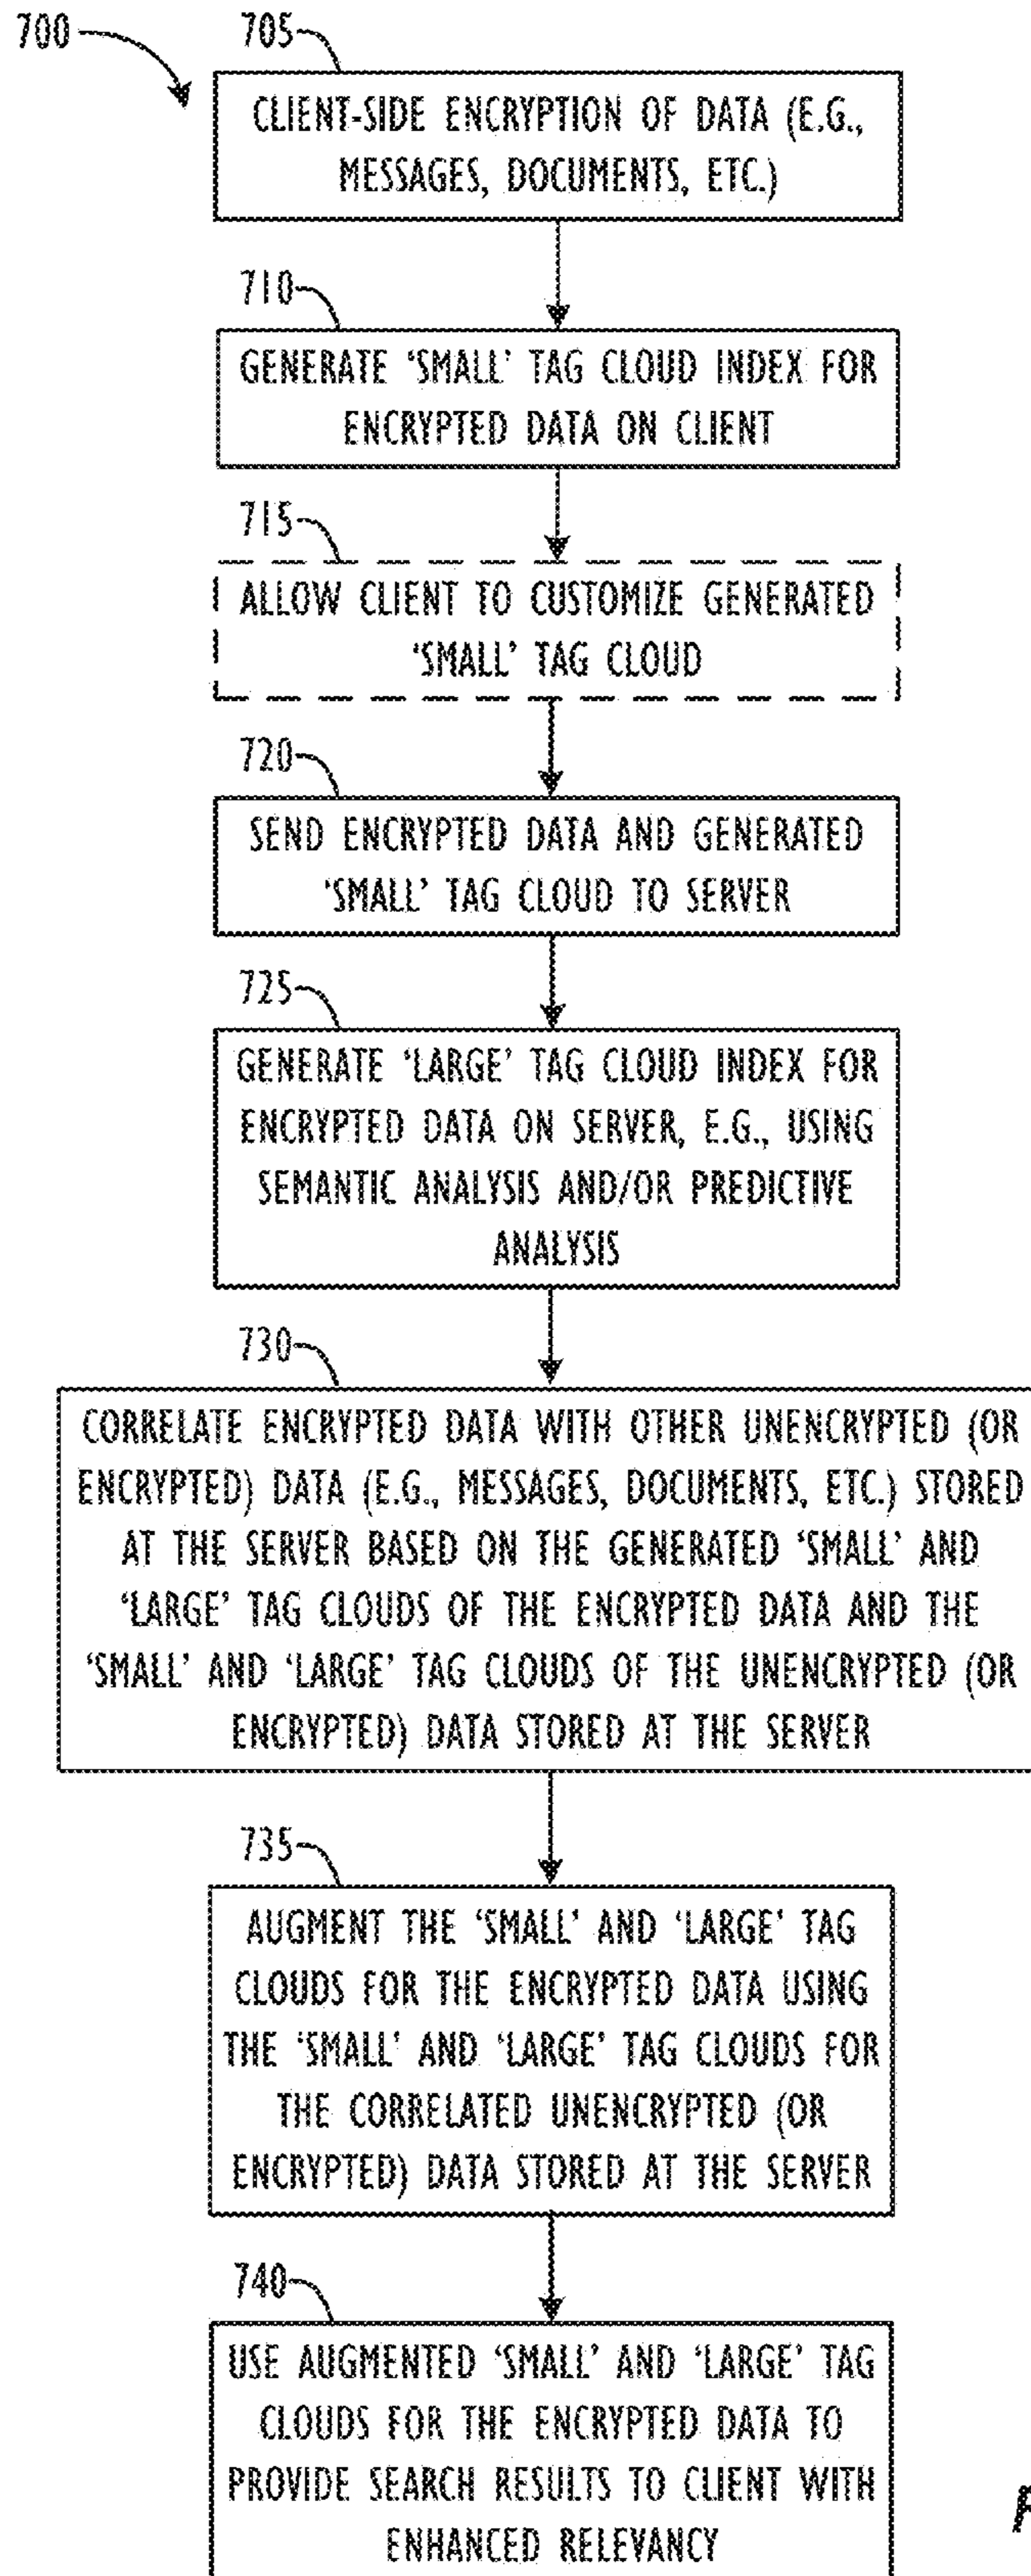 700
705
CLIENT-SIDE ENCRYPTION OF DATA (E.G.,
MESSAGES, DOCUMENTS, ETC.)
710
GENERATE ‘SMALL’ TAG CLOUD INDEX FOR
ENCRYPTED DATA ON CLIENT
715
ALLOW CLIENT TO CUSTOMIZE GENERATED
‘SMALL’ TAG CLOUD
720
SEND ENCRYPTED DATA AND GENERATED
‘SMALL’ TAG CLOUD TO SERVER
725
GENERATE ‘LARGE’ TAG CLOUD INDEX FOR
ENCRYPTED DATA ON SERVER, E.G., USING
SEMANTIC ANALYSIS AND/OR PREDICTIVE
ANALYSIS
730
CORRELATE ENCRYPTED DATA WITH OTHER UNENCRYPTED (OR
ENCRYPTED) DATA (E.G., MESSAGES, DOCUMENTS, ETC.) STORED
AT THE SERVER BASED ON THE GENERATED ‘SMALL’ AND
‘LARGE’ TAG CLOUDS OF THE ENCRYPTED DATA AND THE
‘SMALL’ AND ‘LARGE’ TAG CLOUDS OF THE UNENCRYPTED (OR
ENCRYPTED) DATA STORED AT THE SERVER
735
AUGMENT THE ‘SMALL’ AND ‘LARGE’ TAG
CLOUDS FOR THE ENCRYPTED DATA USING
THE ‘SMALL’ AND ‘LARGE’ TAG CLOUDS FOR
THE CORRELATED UNENCRYPTED (OR
ENCRYPTED) DATA STORED AT THE SERVER
740
USE AUGMENTED ‘SMALL’ AND ‘LARGE’ TAG
CLOUDS FOR THE ENCRYPTED DATA TO
PROVIDE SEARCH RESULTS TO CLIENT WITH
ENHANCED RELEVANCY